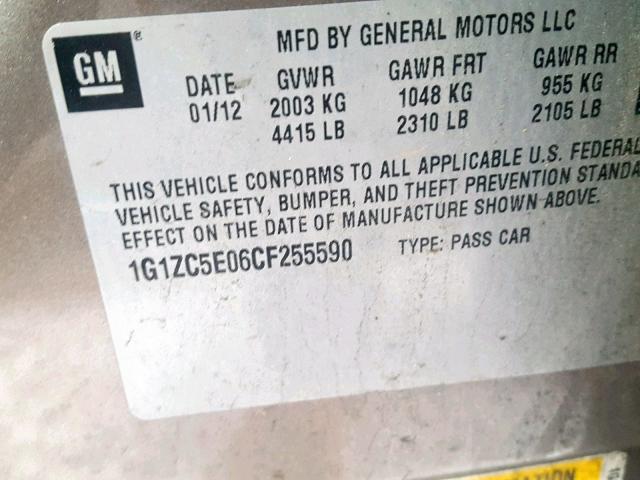 GM®
MFD BY GENERAL MOTORS LLC
DATE GVWR GAWR FRT GAWR RR
01/12 2003 KG 1048 KG 955 KG
4415 LB 2310 LB 2105 LB
THIS VEHICLE CONFORMS TO ALL APPLICABLE U.S. FEDERAL
VEHICLE SAFETY, BUMPER, AND THEFT PREVENTION STANDA
EFFECT ON THE DATE OF MANUFACTURE SHOWN ABOVE.
1G1ZC5E06CF255590 TYPE: PASS CAR